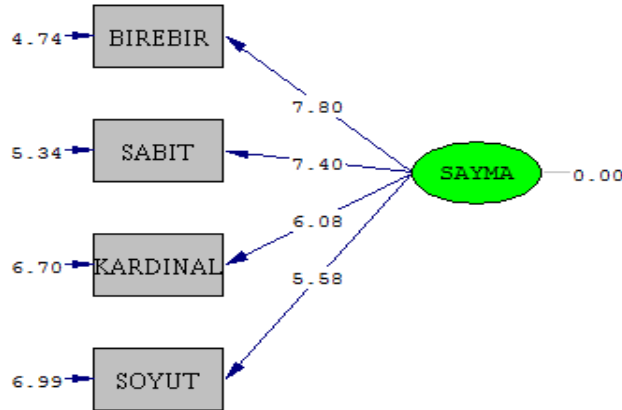 4.74 BIREBIR
7.80
5.34 SABIT
7.40
SAYMA 0.00
6.08
6.70 KARDINAL
5.58
6.99 SOYUT